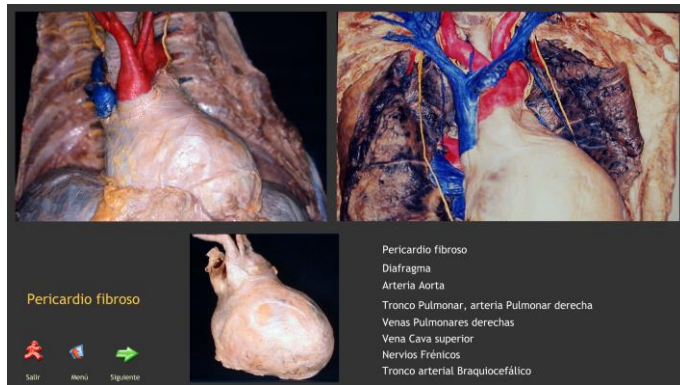 Pericardio fibroso
Pericardio fibroso
Diafragma
Arteria Aorta
Tronco Pulmonar, arteria Pulmonar derecha
Venas Pulmonares derechas
Vena Cava superior
Nervios Frénicos
Tronco arterial Braquiocefálico
Salir
Menú
Siguiente